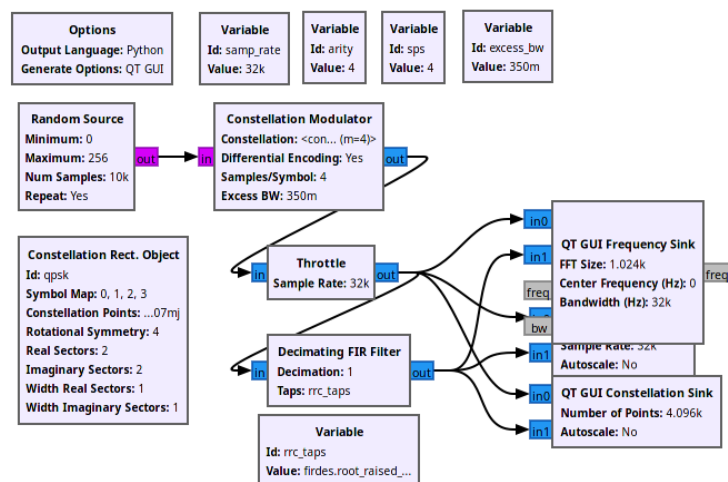 Options
Output Language: Python
Generate Options: QT GUI
Variable
Id: samp_rate
Value: 32k
Variable
Id: arity
Value: 4
Variable
Id: sps
Value: 4
Variable
Id: excess_bw
Value: 350m
Random Source
Minimum: 0
Maximum: 256
Num Samples: 10k
Repeat: Yes
out
in
Constellation Modulator
Constellation: <con... (m=4)>
Differential Encoding: Yes
Samples/Symbol: 4
Excess BW: 350m
out
Constellation Rect. Object
Id: qpsk
Symbol Map: 0, 1, 2, 3
Constellation Points: ...07mj
Rotational Symmetry: 4
Real Sectors: 2
Imaginary Sectors: 2
Width Real Sectors: 1
Width Imaginary Sectors: 1
in
Throttle
Sample Rate: 32k
out
in
Decimating FIR Filter
Decimation: 1
Taps: rrc_taps
out
Variable
Id: rrc_taps
Value: firdes.root_raised_...
in0
in1
freq
bw
QT GUI Frequency Sink
FFT Size: 1.024k
Center Frequency (Hz): 0
Bandwidth (Hz): 32k
freq
in1
Sample Rate: 32k
Autoscale: No
in0
in1
QT GUI Constellation Sink
Number of Points: 4.096k
Autoscale: No